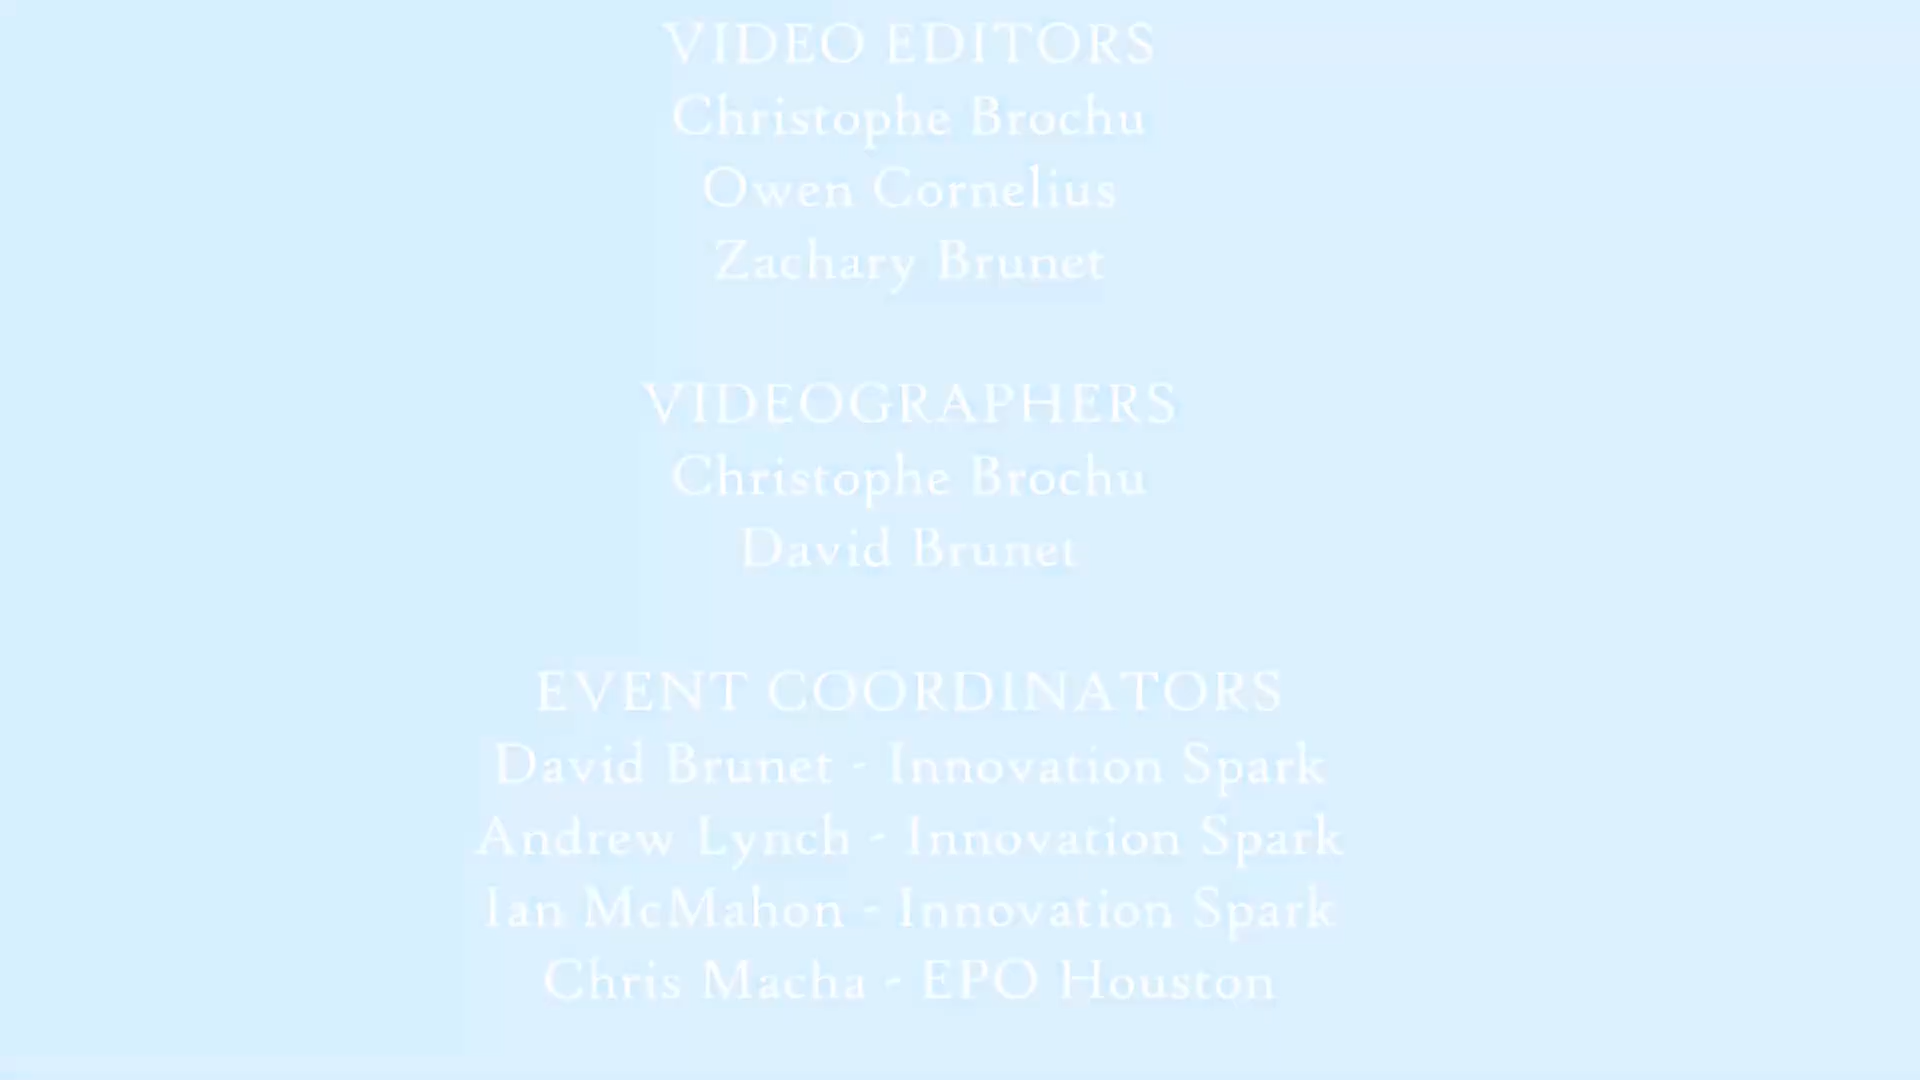 VIDEO EDITORS
Christophe Brochu
Owen Cornelius
Zachary Brunet
VIDEOGRAPHERS
Christophe Brochu
David Brunet
EVENT COORDINATORS
David Brunet - Innovation Spark
Andrew Lynch - Innovation Spark
Ian McMahon - Innovation Spark
Chris Macha - EPO Houston